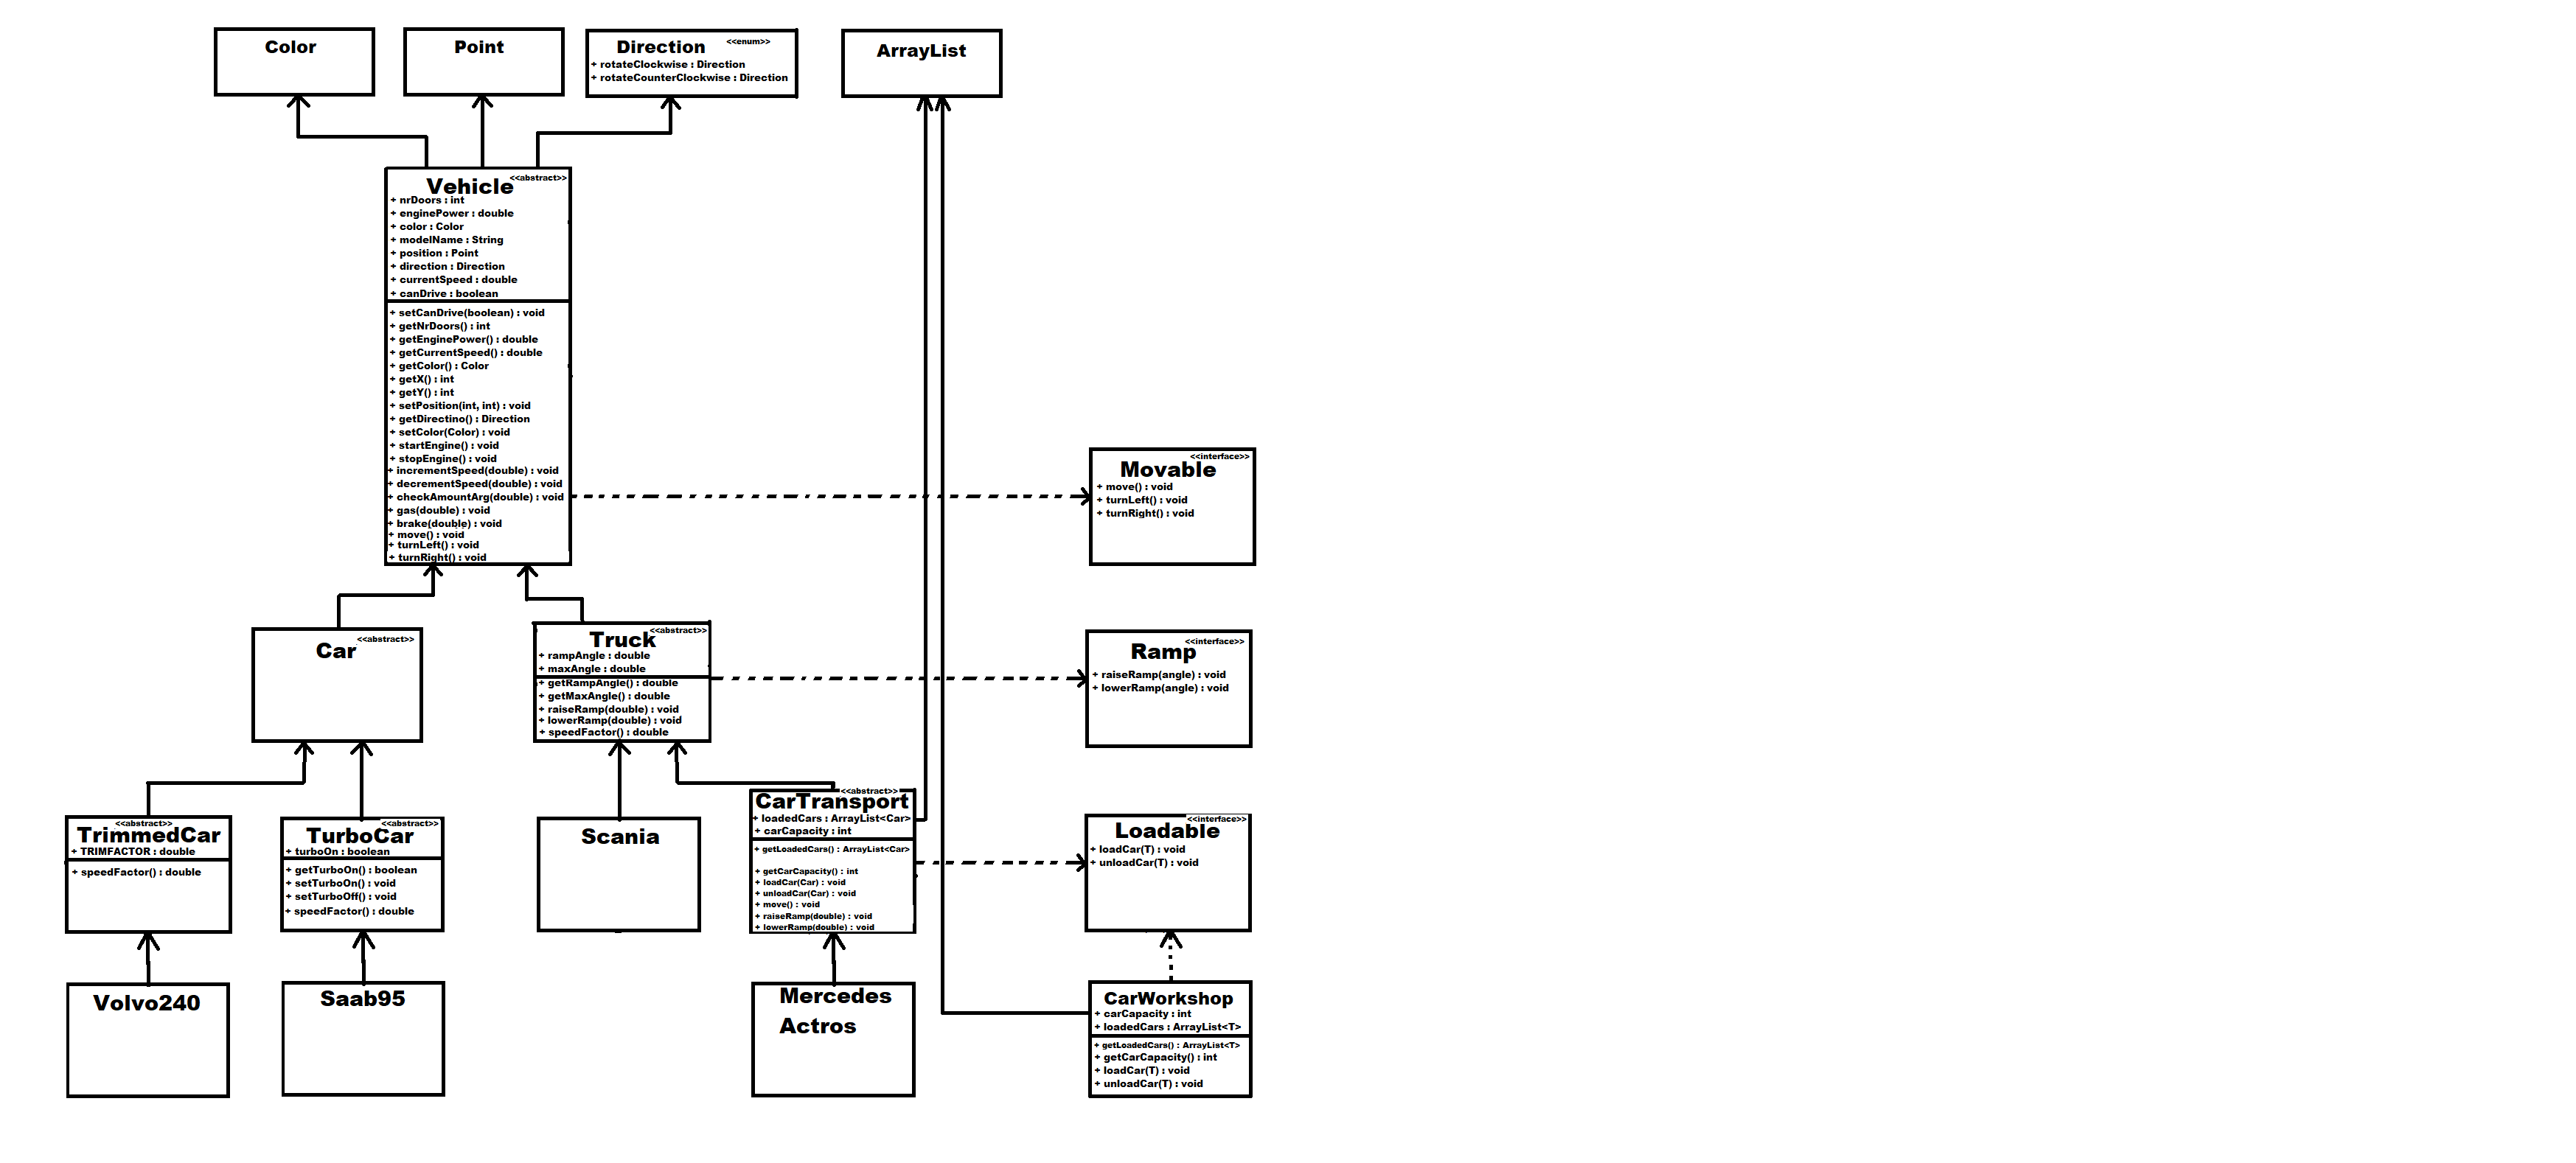 Color
Point
Direction <<enum>>
+ rotateClockwise : Direction
+ rotateCounterClockwise : Direction
ArrayList
Vehicle <<abstract>>
+ nrDoors : int
+ enginePower : double
+ color : Color
+ modelName : String
+ position : Point
+ direction : Direction
+ currentSpeed : double
+ canDrive : boolean
+ setCanDrive(boolean) : void
+ getNrDoors() : int
+ getEnginePower() : double
+ getCurrentSpeed() : double
+ getColor() : Color
+ getX() : int
+ getY() : int
+ setPosition(int, int) : void
+ getDirectino() : Direction
+ setColor(Color) : void
+ startEngine() : void
+ stopEngine() : void
+ incrementSpeed(double) : void
+ decrementSpeed(double) : void
+ checkAmountArg(double) : void
+ gas(double) : void
+ brake(double) : void
+ move() : void
+ turnLeft() : void
+ turnRight() : void
<<interface>>
Movable
+ move() : void
+ turnLeft() : void
+ turnRight() : void
<<abstract>>
Car
Truck <<abstract>>
+ rampAngle : double
+ maxAngle : double
+ getRampAngle() : double
+ getMaxAngle() : double
+ raiseRamp(double) : void
+ lowerRamp(double) : void
+ speedFactor() : double
<<interface>>
Ramp
+ raiseRamp(angle) : void
+ lowerRamp(angle) : void
<<abstract>>
TrimmedCar
+ TRIMFACTOR : double
+ speedFactor() : double
<<abstract>>
TurboCar
+ turboOn : boolean
+ getTurboOn() : boolean
+ setTurboOn() : void
+ setTurboOff() : void
+ speedFactor() : double
Scania
<<abstract>>
CarTransport
+ loadedCars : ArrayList<Car>
+ carCapacity : int
+ getLoadedCars() : ArrayList<Car>
+ getCarCapacity() : int
+ loadCar(Car) : void
+ unloadCar(Car) : void
+ move() : void
+ raiseRamp(double) : void
+ lowerRamp(double) : void
<<interface>>
Loadable
+ loadCar(T) : void
+ unloadCar(T) : void
Volvo240
Saab95
Mercedes
Actros
CarWorkshop
+ carCapacity : int
+ loadedCars : ArrayList<T>
+ getLoadedCars() : ArrayList<T>
+ getCarCapacity() : int
+ loadCar(T) : void
+ unloadCar(T) : void